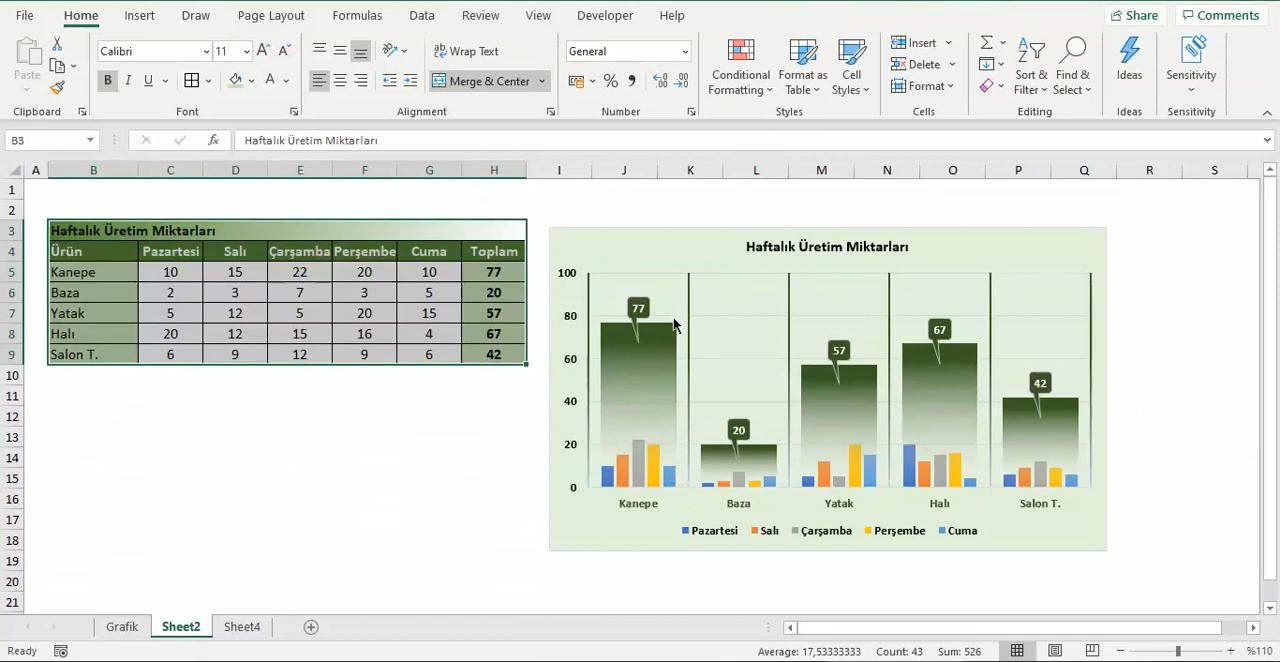 File Home Insert Draw Page Layout Formulas Data Review View Developer Help Share Comments
Paste Calibri 11 Wrap Text General Insert Σ
B I U A Merge & Center % Conditional Formatting Format as Table Cell Styles Delete Format Sort & Filter Find & Select Ideas Sensitivity
Clipboard Font Alignment Number Styles Cells Editing Ideas Sensitivity
B3 fx Haftalık Üretim Miktarları
A B C D E F G H I J K L M N O P Q R S
1
2
3 Haftalık Üretim Miktarları
4 Ürün Pazartesi Salı Çarşamba Perşembe Cuma Toplam
5 Kanepe 10 15 22 20 10 77
6 Baza 2 3 7 3 5 20
7 Yatak 5 12 5 20 15 57
8 Halı 20 12 15 16 4 67
9 Salon T. 6 9 12 9 6 42
10
11
12
13
14
15
16
17
18
19
20
21
Haftalık Üretim Miktarları
100
80
60
40
20
0
77
20
57
67
42
Kanepe Baza Yatak Halı Salon T.
Pazartesi Salı Çarşamba Perşembe Cuma
Grafik Sheet2 Sheet4
Ready Average: 17,53333333 Count: 43 Sum: 526 %110